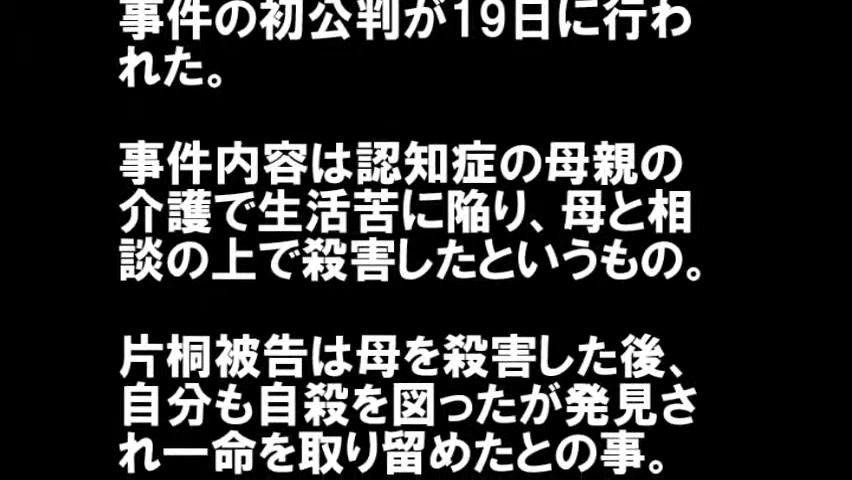 事件の初公判が19日に行わ
れた。
事件内容は認知症の母親の
介護で生活苦に陥り、母と相
談の上で殺害したというもの。
片桐被告は母を殺害した後、
自分も自殺を図ったが発見さ
れ一命を取り留めたとの事。